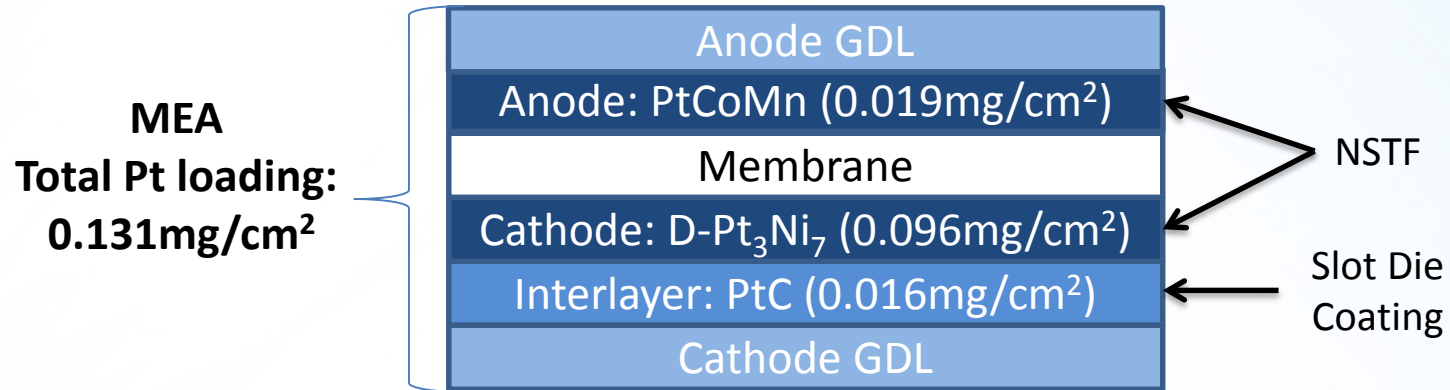 MEA
Total Pt loading:
0.131mg/cm²
Anode GDL
Anode: PtCoMn (0.019mg/cm²)
Membrane
Cathode: D-Pt₃Ni₇ (0.096mg/cm²)
Interlayer: PtC (0.016mg/cm²)
Cathode GDL
NSTF
Slot Die
Coating